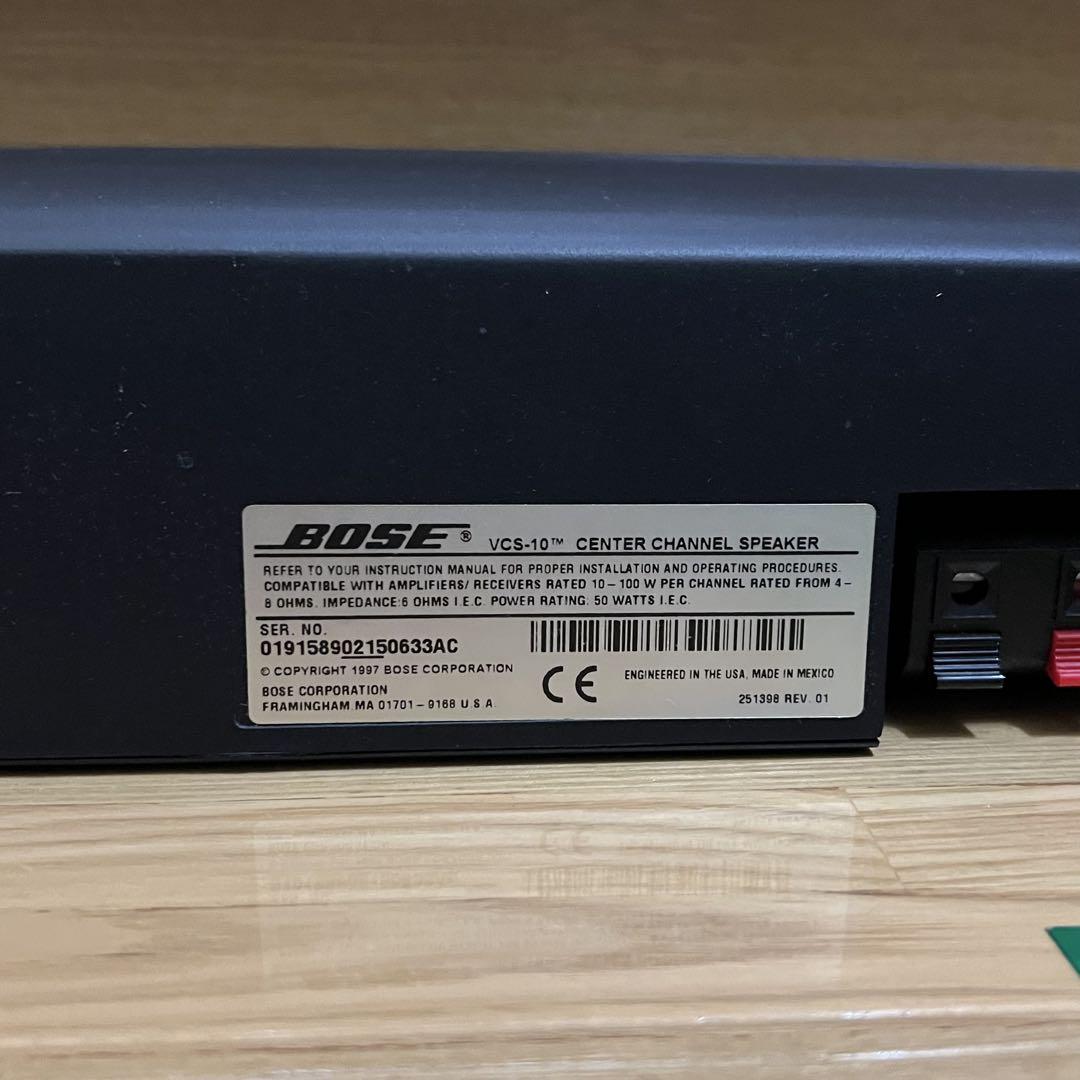 BOSE® VCS-10™ CENTER CHANNEL SPEAKER
REFER TO YOUR INSTRUCTION MANUAL FOR PROPER INSTALLATION AND OPERATING PROCEDURES.
COMPATIBLE WITH AMPLIFIERS/ RECEIVERS RATED 10 – 100 W PER CHANNEL RATED FROM 4 –
8 OHMS. IMPEDANCE:6 OHMS I.E.C. POWER RATING: 50 WATTS I.E.C.
SER. NO.
019158902150633AC
© COPYRIGHT 1997 BOSE CORPORATION
BOSE CORPORATION
FRAMINGHAM MA 01701 – 9168 U.S.A.
CE
ENGINEERED IN THE USA, MADE IN MEXICO
251398 REV. 01